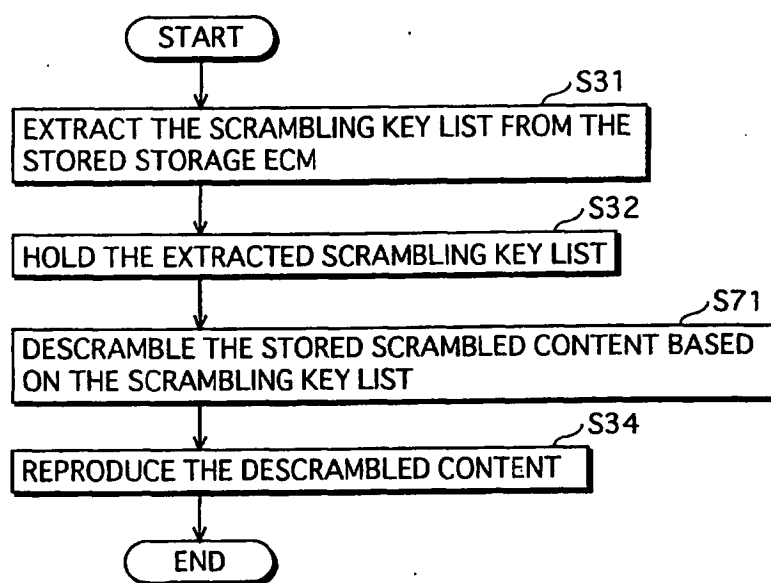 START
S31
EXTRACT THE SCRAMBLING KEY LIST FROM THE
STORED STORAGE ECM
S32
HOLD THE EXTRACTED SCRAMBLING KEY LIST
S71
DESCRAMBLE THE STORED SCRAMBLED CONTENT BASED
ON THE SCRAMBLING KEY LIST
S34
REPRODUCE THE DESCRAMBLED CONTENT
END